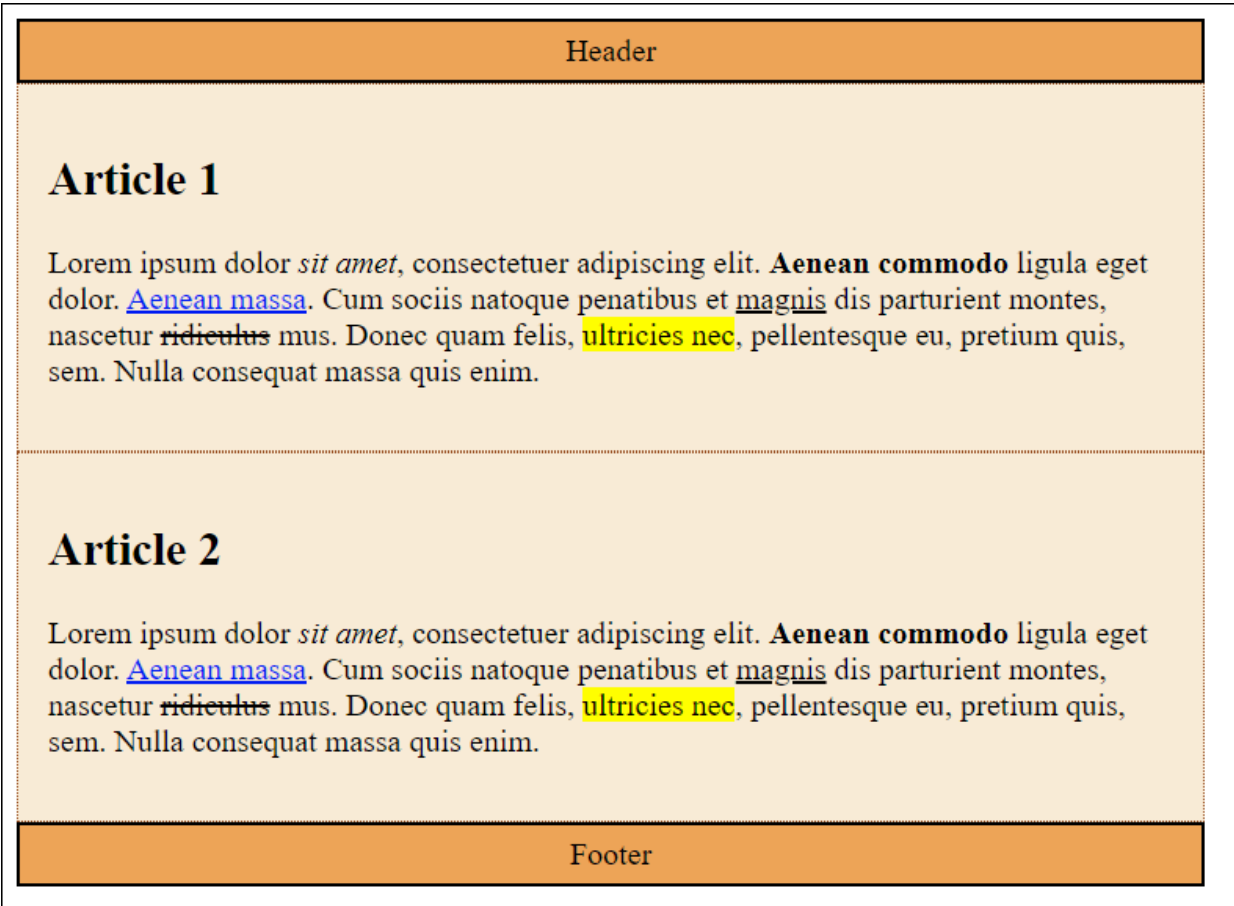 Header
Article 1
Lorem ipsum dolor sit amet, consectetuer adipiscing elit. Aenean commodo ligula eget
dolor. Aenean massa. Cum sociis natoque penatibus et magnis dis parturient montes,
nascetur ridiculus mus. Donec quam felis, ultricies nec, pellentesque eu, pretium quis,
sem. Nulla consequat massa quis enim.
Article 2
Lorem ipsum dolor sit amet, consectetuer adipiscing elit. Aenean commodo ligula eget
dolor. Aenean massa. Cum sociis natoque penatibus et magnis dis parturient montes,
nascetur ridiculus mus. Donec quam felis, ultricies nec, pellentesque eu, pretium quis,
sem. Nulla consequat massa quis enim.
Footer